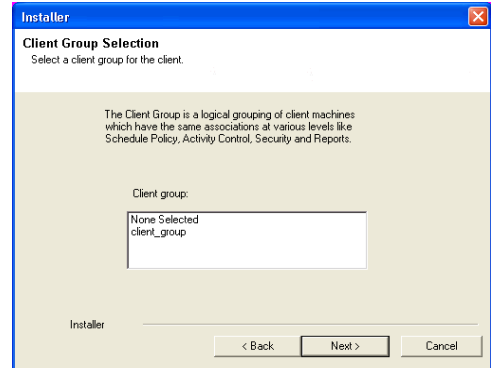 Installer
Client Group Selection
Select a client group for the client.
The Client Group is a logical grouping of client machines
which have the same associations at various levels like
Schedule Policy, Activity Control, Security and Reports.
Client group:
None Selected
client_group
Installer
< Back
Next >
Cancel